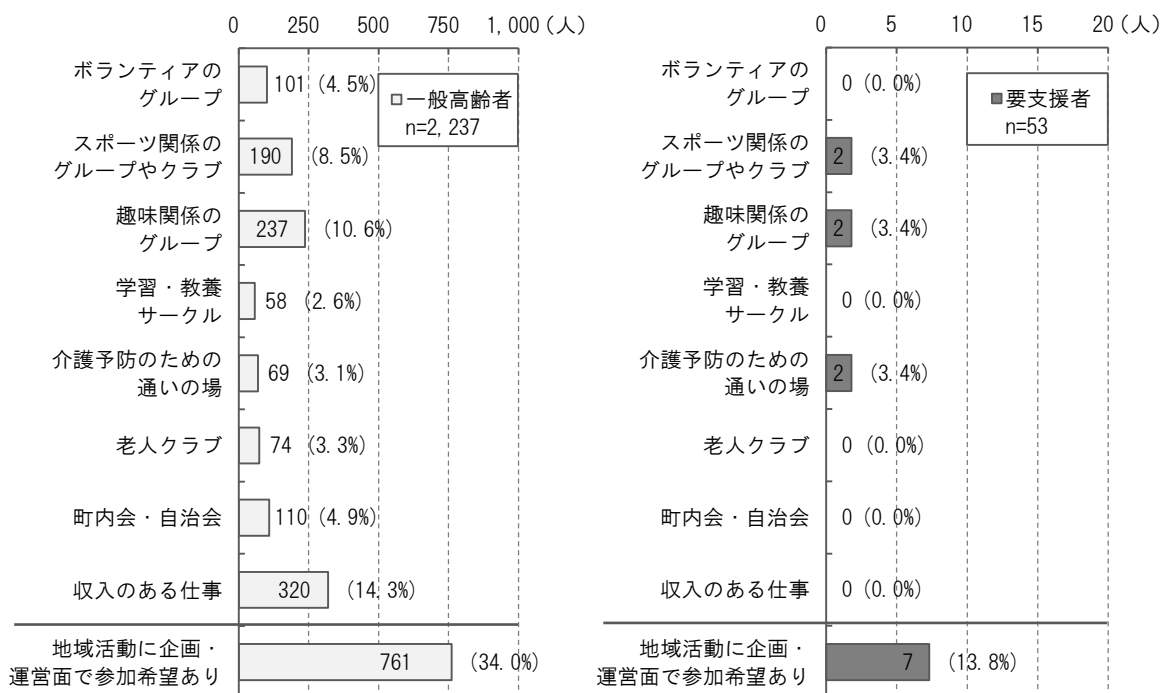 0 250 500 750 1,000 (人)
ボランティアの
グループ
101 (4.5%)
□一般高齢者
n=2,237
スポーツ関係の
グループやクラブ
190 (8.5%)
趣味関係の
グループ
237 (10.6%)
学習・教養
サークル
58 (2.6%)
介護予防のための
通いの場
69 (3.1%)
老人クラブ
74 (3.3%)
町内会・自治会
110 (4.9%)
収入のある仕事
320 (14.3%)
地域活動に企画・
運営面で参加希望あり
761 (34.0%)
0 5 10 15 20 (人)
ボランティアの
グループ
0 (0.0%)
■要支援者
n=53
スポーツ関係の
グループやクラブ
2 (3.4%)
趣味関係の
グループ
2 (3.4%)
学習・教養
サークル
0 (0.0%)
介護予防のための
通いの場
2 (3.4%)
老人クラブ
0 (0.0%)
町内会・自治会
0 (0.0%)
収入のある仕事
0 (0.0%)
地域活動に企画・
運営面で参加希望あり
7 (13.8%)